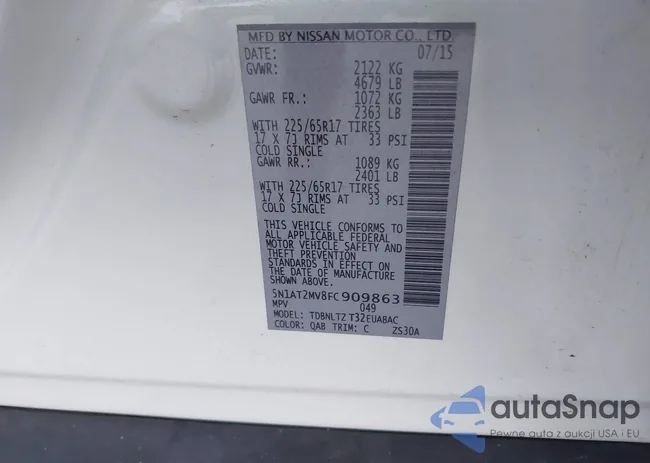 MFD BY NISSAN MOTOR CO., LTD.
DATE: 07/15
GVWR: 2122 KG
4679 LB
GAWR FR.: 1072 KG
2363 LB
WITH 225/65R17 TIRES
17 X 7J RIMS AT 33 PSI
COLD SINGLE
GAWR RR.: 1089 KG
2401 LB
WITH 225/65R17 TIRES
17 X 7J RIMS AT 33 PSI
COLD SINGLE
THIS VEHICLE CONFORMS TO
ALL APPLICABLE FEDERAL
MOTOR VEHICLE SAFETY AND
THEFT PREVENTION
STANDARDS IN EFFECT ON
THE DATE OF MANUFACTURE
SHOWN ABOVE.
5N1AT2MV8FC909863
MPV 049
MODEL: TDBNLTZ T32EUABAC
COLOR: QAB TRIM: C ZS30A
autaSnap
Pewne auta z aukcji USA i EU